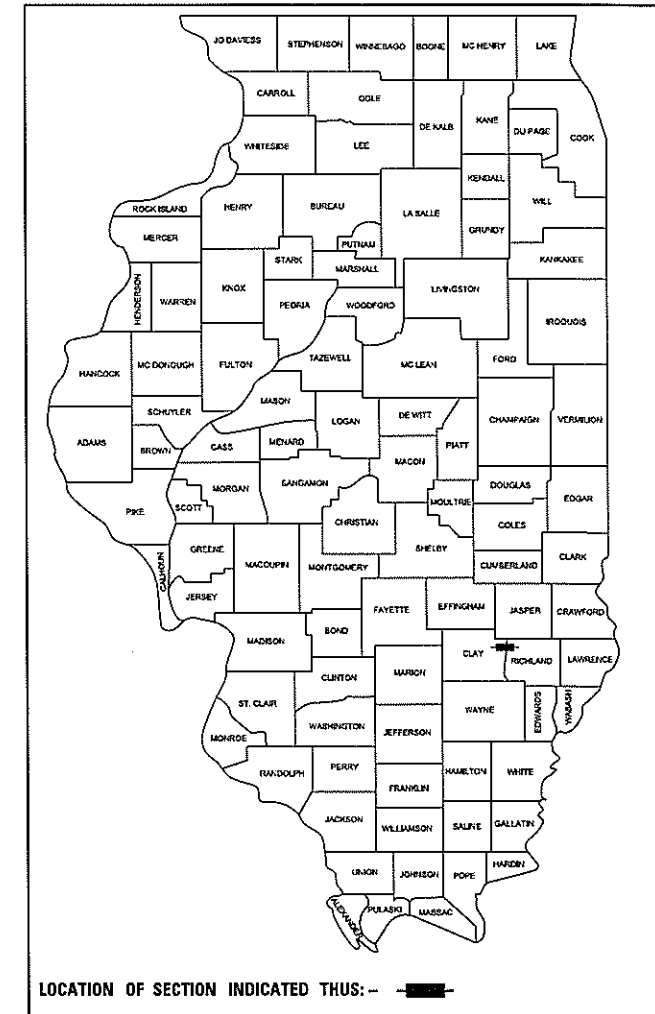 JO DAVIESS STEPHENSON WINNEBAGO BOONE MC HENRY LAKE
CARROLL OGLE DE KALB KANE DU PAGE COOK
WHITESIDE LEE KENDALL WILL
ROCK ISLAND HENRY BUREAU LA SALLE GRUNDY
MERCER PUTNAM KANKAKEE
HENDERSON WARREN KNOX STARK MARSHALL LIVINGSTON
PEORIA WOODFORD IROQUOIS
HANCOCK MC DONOUGH FULTON TAZEWELL MC LEAN FORD
SCHUYLER MASON LOGAN DE WITT CHAMPAIGN VERMILION
ADAMS BROWN CASS MENARD MACON PIATT
PIKE SCOTT MORGAN SANGAMON CHRISTIAN MOULTRIE DOUGLAS EDGAR
COLES
CALHOUN GREENE MACOUPIN MONTGOMERY SHELBY CUMBERLAND CLARK
JERSEY FAYETTE EFFINGHAM JASPER CRAWFORD
MADISON BOND CLAY RICHLAND LAWRENCE
CLINTON MARION
ST. CLAIR WAYNE EDWARDS WABASH
MONROE WASHINGTON JEFFERSON
RANDOLPH PERRY HAMILTON WHITE
FRANKLIN
JACKSON WILLIAMSON SALINE GALLATIN
UNION JOHNSON POPE HARDIN
ALEXANDER PULASKI MASSAC
LOCATION OF SECTION INDICATED THUS: -